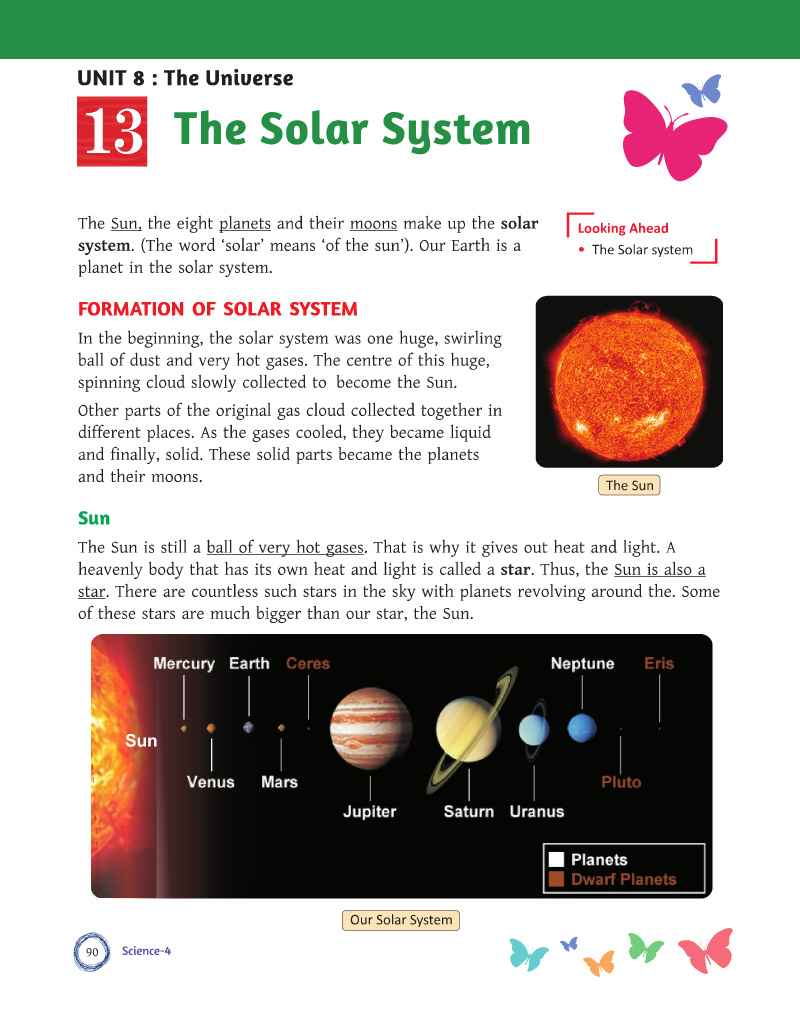 UNIT 8 : The Universe
13
The Solar System
The Sun, the eight planets and their moons make up the solar
system. (The word ‘solar’ means ‘of the sun’). Our Earth is a
planet in the solar system.
Looking Ahead
• The Solar system
FORMATION OF SOLAR SYSTEM
In the beginning, the solar system was one huge, swirling
ball of dust and very hot gases. The centre of this huge,
spinning cloud slowly collected to become the Sun.
Other parts of the original gas cloud collected together in
different places. As the gases cooled, they became liquid
and finally, solid. These solid parts became the planets
and their moons.
The Sun
Sun
The Sun is still a ball of very hot gases. That is why it gives out heat and light. A
heavenly body that has its own heat and light is called a star. Thus, the Sun is also a
star. There are countless such stars in the sky with planets revolving around the. Some
of these stars are much bigger than our star, the Sun.
Mercury Earth Ceres Neptune Eris
Sun
Venus Mars Pluto
Jupiter Saturn Uranus
Planets
Dwarf Planets
Our Solar System
90 Science-4